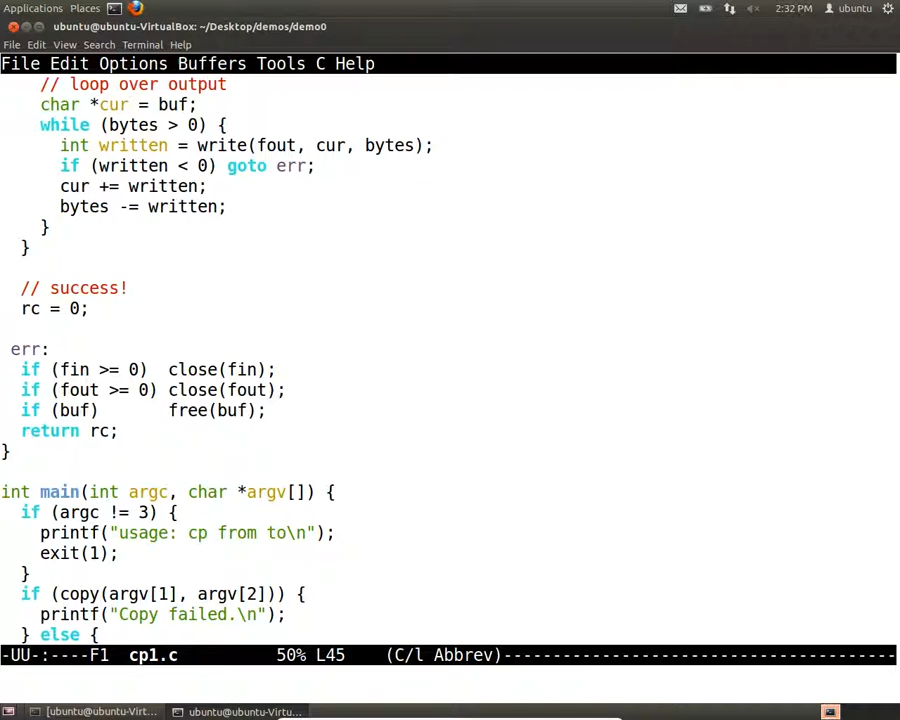 Applications Places 2:32 PM ubuntu
ubuntu@ubuntu-VirtualBox: ~/Desktop/demos/demo0
File Edit View Search Terminal Help
File Edit Options Buffers Tools C Help
// loop over output
char *cur = buf;
while (bytes > 0) {
int written = write(fout, cur, bytes);
if (written < 0) goto err;
cur += written;
bytes -= written;
}
}
// success!
rc = 0;
err:
if (fin >= 0) close(fin);
if (fout >= 0) close(fout);
if (buf) free(buf);
return rc;
}
int main(int argc, char *argv[]) {
if (argc != 3) {
printf("usage: cp from to\n");
exit(1);
}
if (copy(argv[1], argv[2])) {
printf("Copy failed.\n");
} else {
-UU-:----F1 cp1.c 50% L45 (C/l Abbrev)----------------------------------------
[ubuntu@ubuntu-Virt... ubuntu@ubuntu-Virtu...